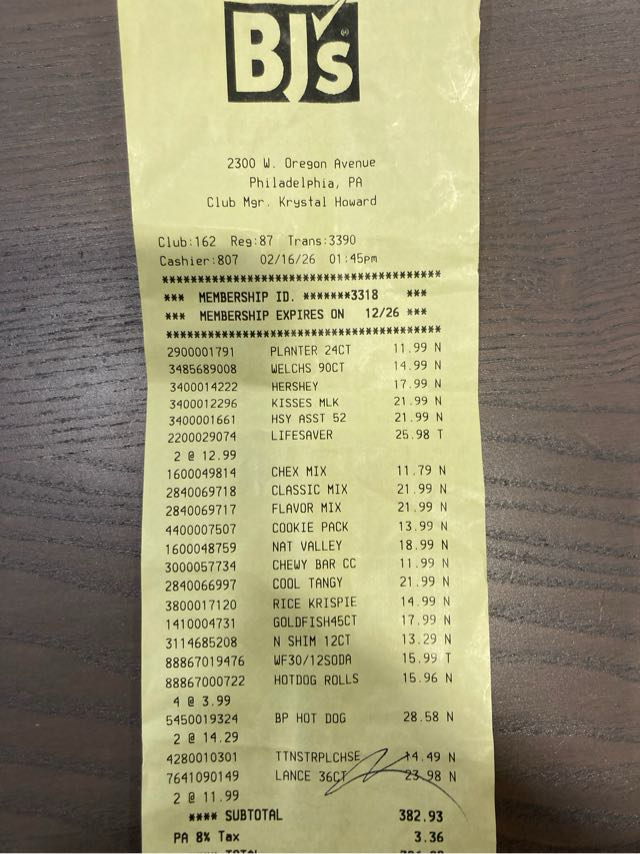 BJ's
2300 W. Oregon Avenue
Philadelphia, PA
Club Mgr. Krystal Howard
Club:162 Reg:87 Trans:3390
Cashier:807 02/16/26 01:45pm
****************************************
*** MEMBERSHIP ID. *******3318 ***
*** MEMBERSHIP EXPIRES ON 12/26 ***
****************************************
2900001791 PLANTER 24CT 11.99 N
3485689008 WELCHS 90CT 14.99 N
3400014222 HERSHEY 17.99 N
3400012296 KISSES MLK 21.99 N
3400001661 HSY ASST 52 21.99 N
2200029074 LIFESAVER 25.98 T
2 @ 12.99
1600049814 CHEX MIX 11.79 N
2840069718 CLASSIC MIX 21.99 N
2840069717 FLAVOR MIX 21.99 N
4400007507 COOKIE PACK 13.99 N
1600048759 NAT VALLEY 18.99 N
3000057734 CHEWY BAR CC 11.99 N
2840066997 COOL TANGY 21.99 N
3800017120 RICE KRISPIE 14.99 N
1410004731 GOLDFISH45CT 17.99 N
3114685208 N SHIM 12CT 13.29 N
88867019476 WF30/12SODA 15.99 T
88867000722 HOTDOG ROLLS 15.96 N
4 @ 3.99
5450019324 BP HOT DOG 28.58 N
2 @ 14.29
4280010301 TTNSTRPLCHSE 14.49 N
7641090149 LANCE 36CT 23.98 N
2 @ 11.99
**** SUBTOTAL 382.93
PA 8% Tax 3.36